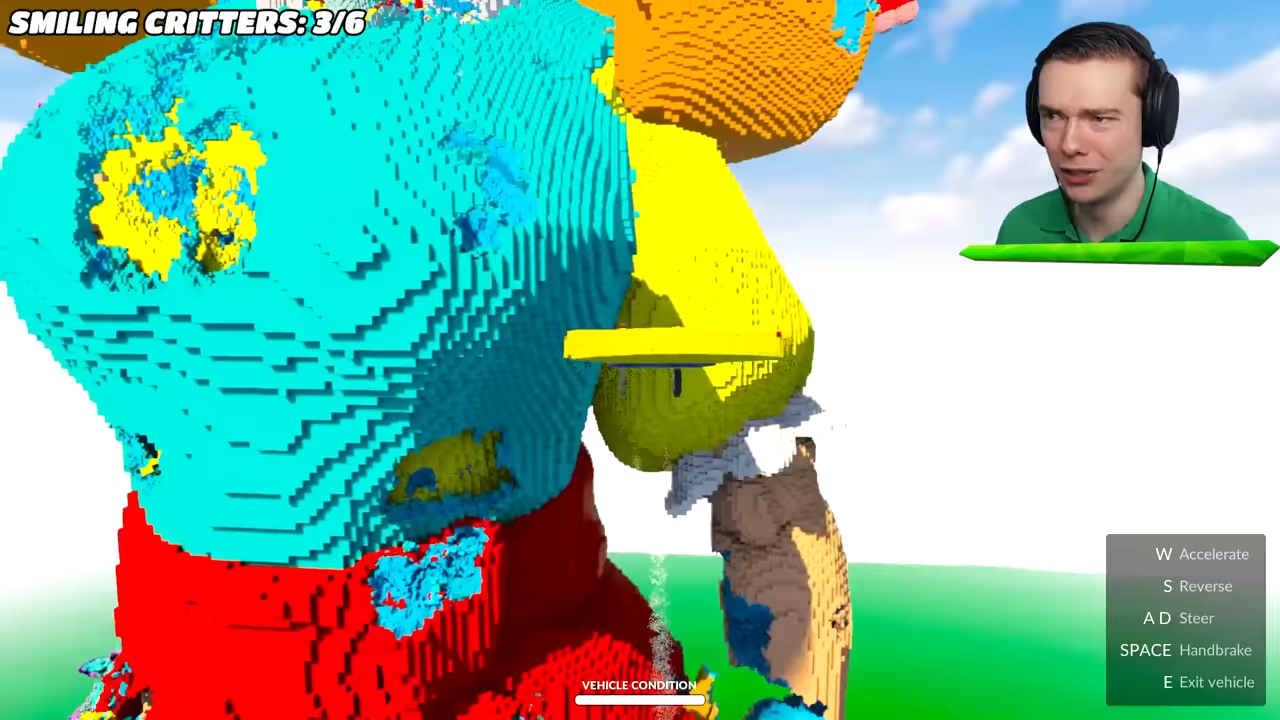 SMILING CRITTERS: 3/6
W Accelerate
S Reverse
A D Steer
SPACE Handbrake
E Exit vehicle
VEHICLE CONDITION